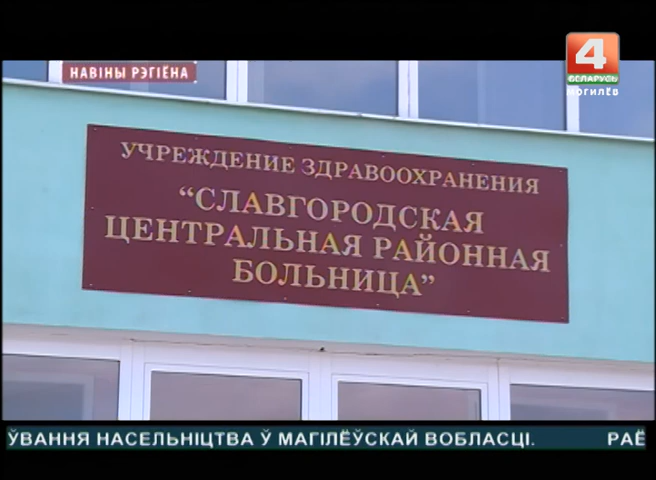 НАВІНЫ РЭГІЁНА
4
БЕЛАРУСЬ
МОГИЛЁВ
УЧРЕЖДЕНИЕ ЗДРАВООХРАНЕНИЯ
“СЛАВГОРОДСКАЯ
ЦЕНТРАЛЬНАЯ РАЙОННАЯ
БОЛЬНИЦА”
ЎВАННЯ НАСЕЛЬНІЦТВА Ў МАГІЛЁЎСКАЙ ВОБЛАСЦІ. РАЁ